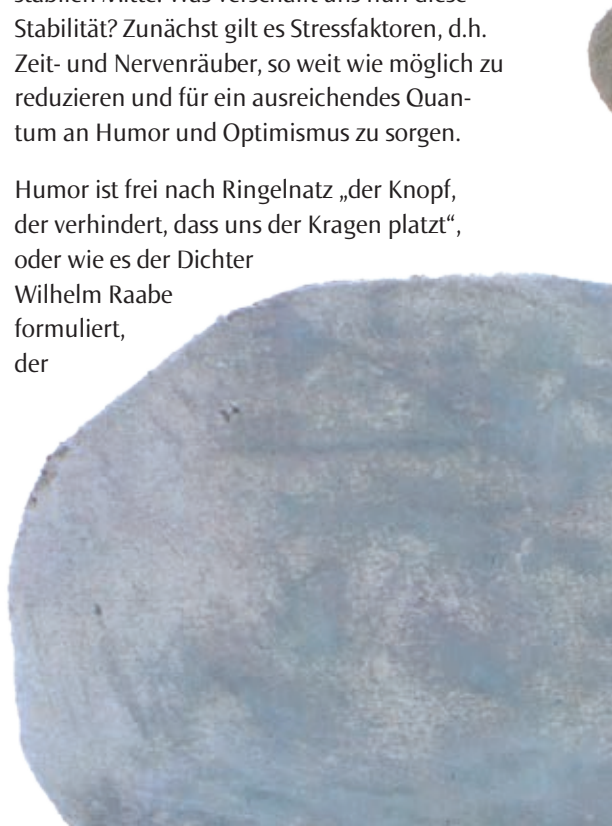 stabilen Mitte. Was verschafft uns nun diese
Stabilität? Zunächst gilt es Stressfaktoren, d.h.
Zeit- und Nervenräuber, so weit wie möglich zu
reduzieren und für ein ausreichendes Quan-
tum an Humor und Optimismus zu sorgen.
Humor ist frei nach Ringelnatz „der Knopf,
der verhindert, dass uns der Kragen platzt“,
oder wie es der Dichter
Wilhelm Raabe
formuliert,
der